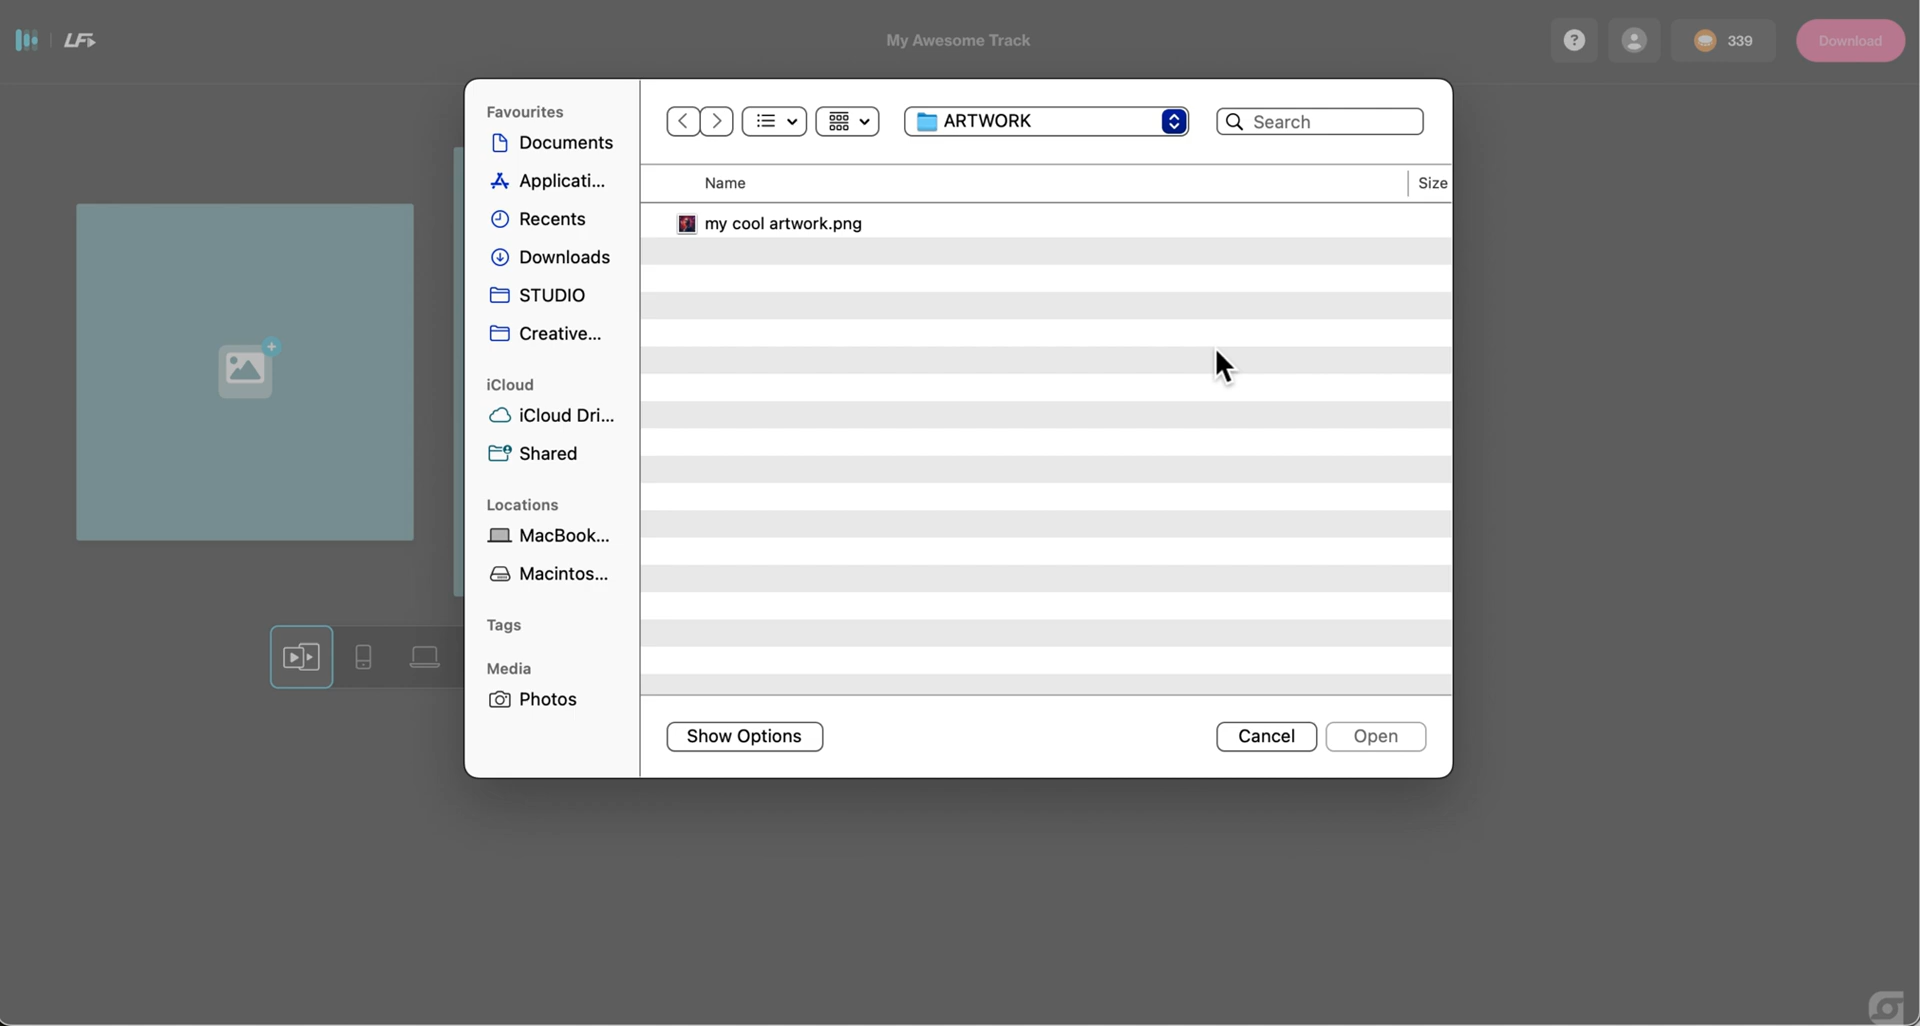 LF
My Awesome Track
?
339
Download
Favourites
Documents
Applicati...
Recents
Downloads
STUDIO
Creative...
iCloud
iCloud Dri...
Shared
Locations
MacBook...
Macintos...
Tags
Media
Photos
ARTWORK
Search
Name
Size
my cool artwork.png
Show Options
Cancel
Open